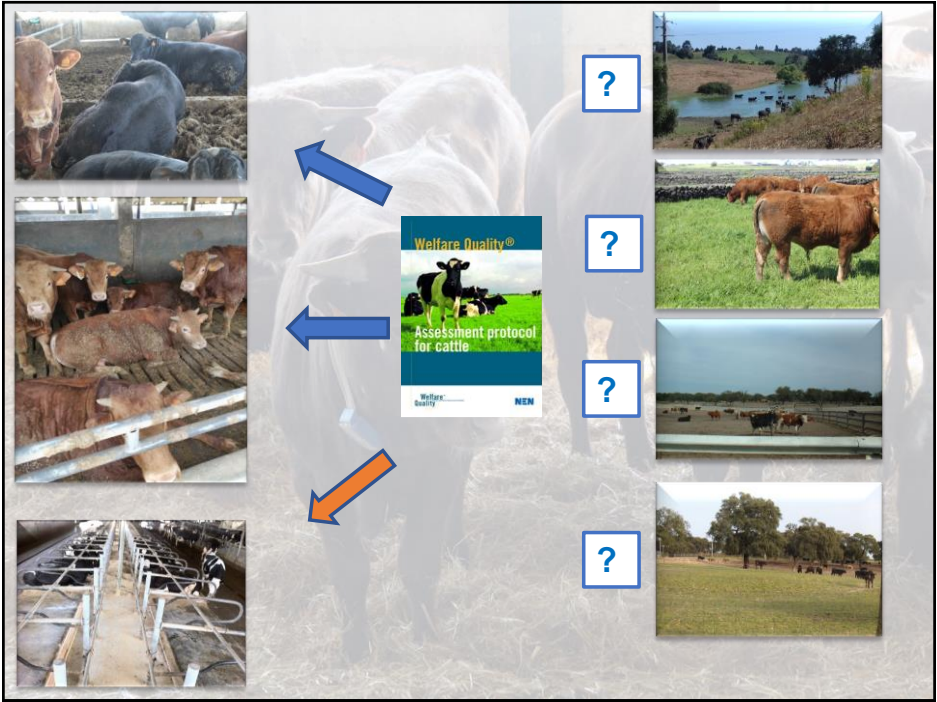 ?
Welfare Quality®
?
Assessment protocol
for cattle
?
Welfare
Quality
NEN
?